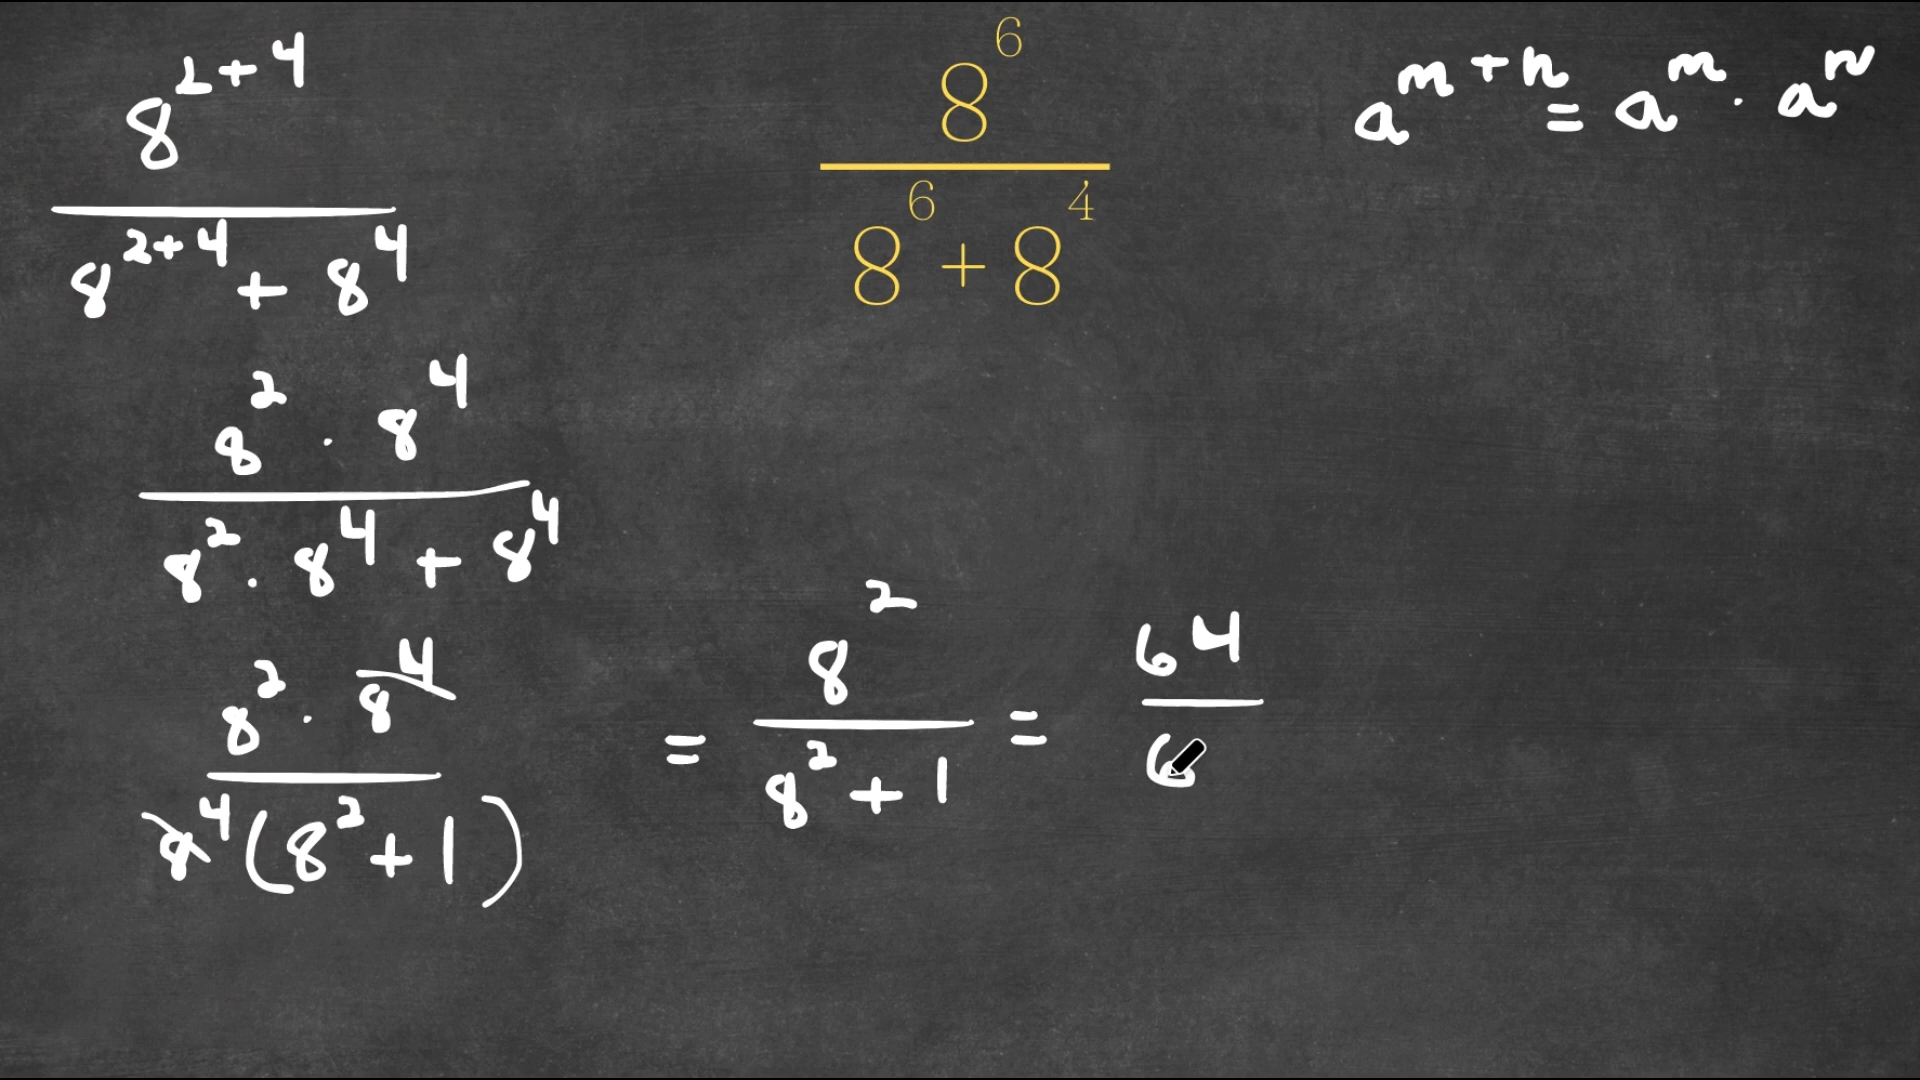 8^{2+4}
8^{2+4} + 8^4
8^2 · 8^4
8^2 · 8^4 + 8^4
8^2 · 8^4
8^4(8^2+1)
8^6
8^6+8^4
a^{m+n} = a^m · a^n
= 8^2
8^2 + 1
= 64
6